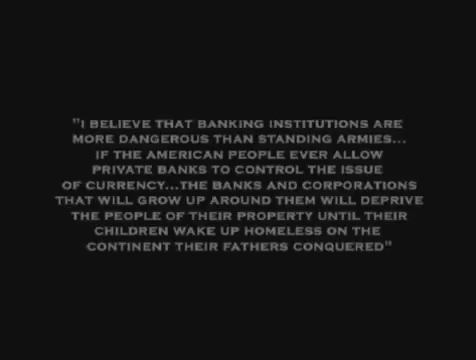 "I BELIEVE THAT BANKING INSTITUTIONS ARE
MORE DANGEROUS THAN STANDING ARMIES...
IF THE AMERICAN PEOPLE EVER ALLOW
PRIVATE BANKS TO CONTROL THE ISSUE
OF CURRENCY...THE BANKS AND CORPORATIONS
THAT WILL GROW UP AROUND THEM WILL DEPRIVE
THE PEOPLE OF THEIR PROPERTY UNTIL THEIR
CHILDREN WAKE UP HOMELESS ON THE
CONTINENT THEIR FATHERS CONQUERED"